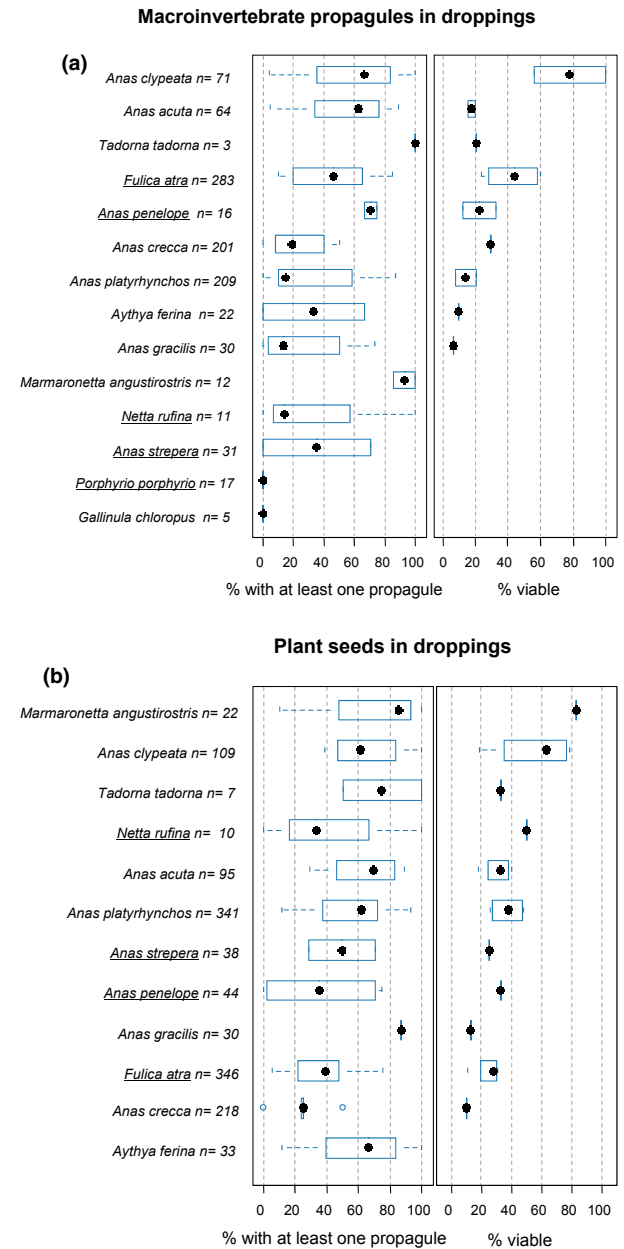 Macroinvertebrate propagules in droppings
(a)
Anas clypeata n= 71
Anas acuta n= 64
Tadorna tadorna n= 3
Fulica atra n= 283
Anas penelope n= 16
Anas crecca n= 201
Anas platyrhynchos n= 209
Aythya ferina n= 22
Anas gracilis n= 30
Marmaronetta angustirostris n= 12
Netta rufina n= 11
Anas strepera n= 31
Porphyrio porphyrio n= 17
Gallinula chloropus n= 5
0 20 40 60 80 100 0 20 40 60 80 100
% with at least one propagule % viable
Plant seeds in droppings
(b)
Marmaronetta angustirostris n= 22
Anas clypeata n= 109
Tadorna tadorna n= 7
Netta rufina n= 10
Anas acuta n= 95
Anas platyrhynchos n= 341
Anas strepera n= 38
Anas penelope n= 44
Anas gracilis n= 30
Fulica atra n= 346
Anas crecca n= 218
Aythya ferina n= 33
0 20 40 60 80 100 0 20 40 60 80 100
% with at least one propagule % viable